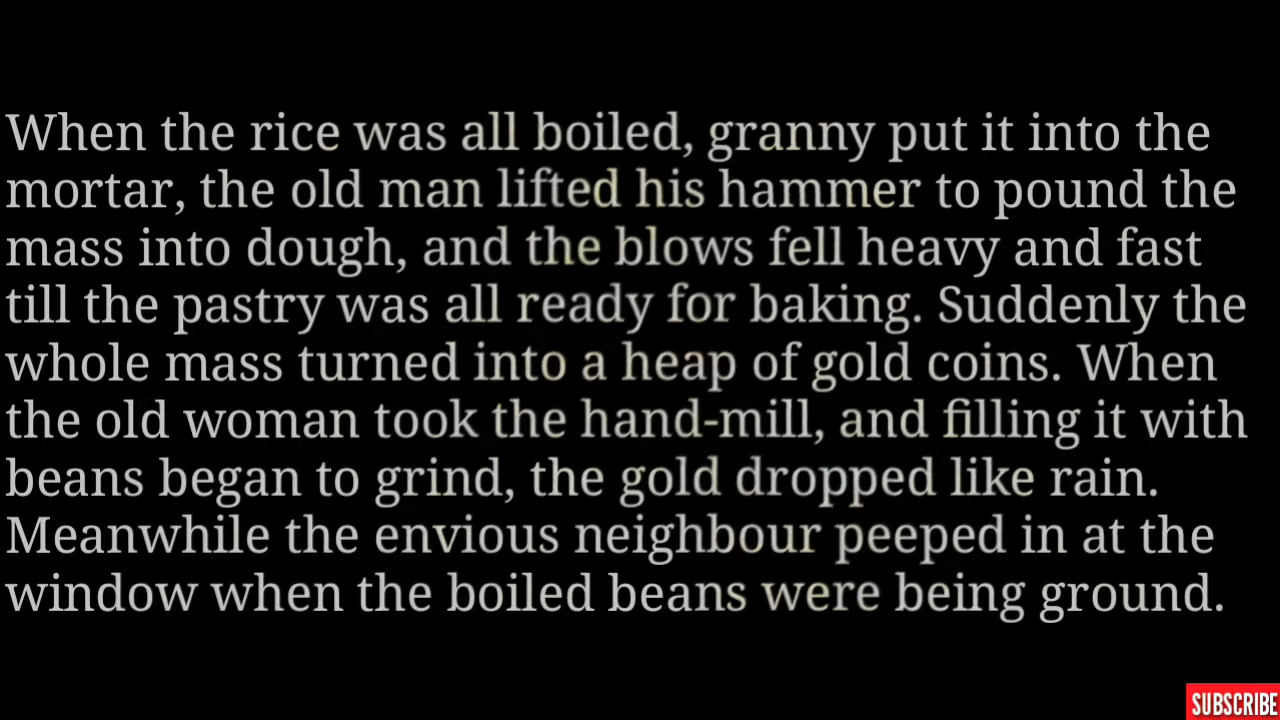 When the rice was all boiled, granny put it into the
mortar, the old man lifted his hammer to pound the
mass into dough, and the blows fell heavy and fast
till the pastry was all ready for baking. Suddenly the
whole mass turned into a heap of gold coins. When
the old woman took the hand-mill, and filling it with
beans began to grind, the gold dropped like rain.
Meanwhile the envious neighbour peeped in at the
window when the boiled beans were being ground.
SUBSCRIBE